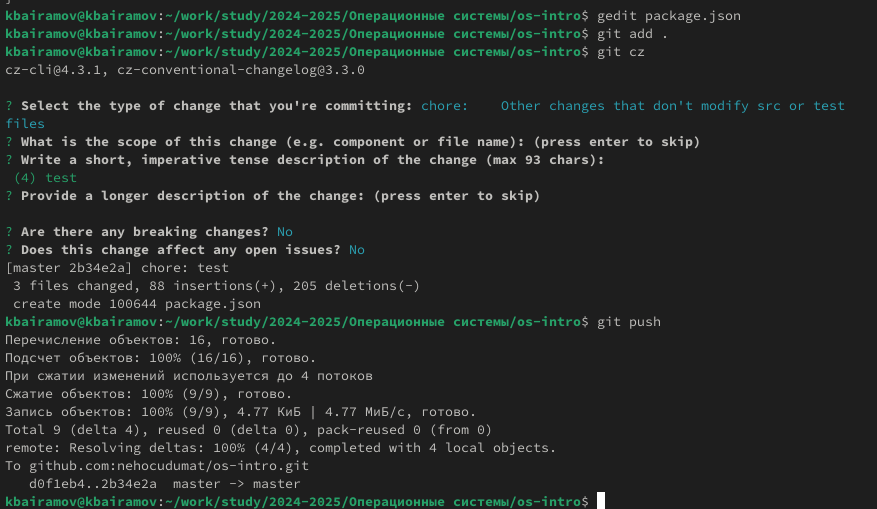 kbairamov@kbairamov:~/work/study/2024-2025/Операционные системы/os-intro$ gedit package.json
kbairamov@kbairamov:~/work/study/2024-2025/Операционные системы/os-intro$ git add .
kbairamov@kbairamov:~/work/study/2024-2025/Операционные системы/os-intro$ git cz
cz-cli@4.3.1, cz-conventional-changelog@3.3.0
? Select the type of change that you're committing: chore:    Other changes that don't modify src or test
files
? What is the scope of this change (e.g. component or file name): (press enter to skip)
? Write a short, imperative tense description of the change (max 93 chars):
 (4) test
? Provide a longer description of the change: (press enter to skip)
? Are there any breaking changes? No
? Does this change affect any open issues? No
[master 2b34e2a] chore: test
 3 files changed, 88 insertions(+), 205 deletions(-)
 create mode 100644 package.json
kbairamov@kbairamov:~/work/study/2024-2025/Операционные системы/os-intro$ git push
Перечисление объектов: 16, готово.
Подсчет объектов: 100% (16/16), готово.
При сжатии изменений используется до 4 потоков
Сжатие объектов: 100% (9/9), готово.
Запись объектов: 100% (9/9), 4.77 КиБ | 4.77 МиБ/с, готово.
Total 9 (delta 4), reused 0 (delta 0), pack-reused 0 (from 0)
remote: Resolving deltas: 100% (4/4), completed with 4 local objects.
To github.com:nehocudumat/os-intro.git
   d0f1eb4..2b34e2a  master -> master
kbairamov@kbairamov:~/work/study/2024-2025/Операционные системы/os-intro$